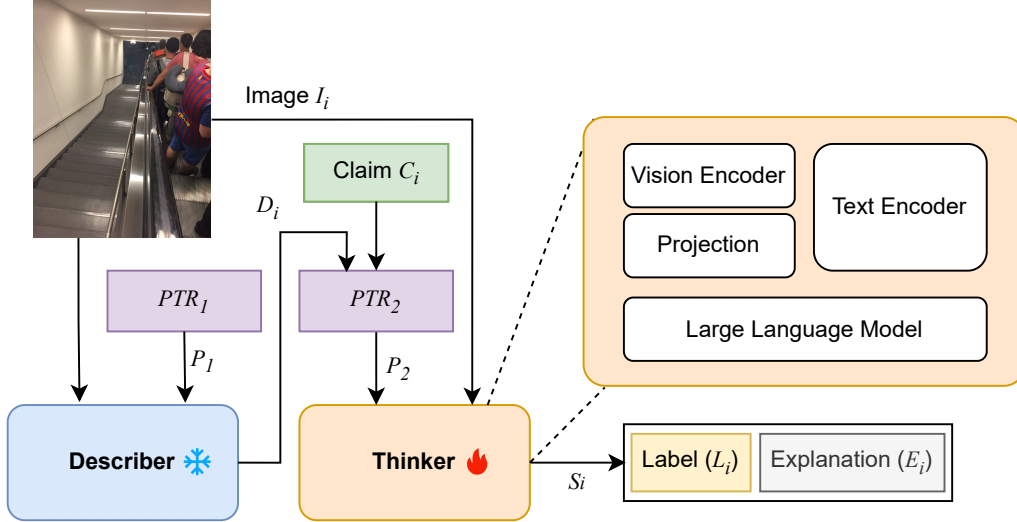 Image I_i
Claim C_i
D_i
PTR_1
PTR_2
P_1
P_2
Describer
Thinker
S_i
Label (L_i)
Explanation (E_i)
Vision Encoder
Projection
Text Encoder
Large Language Model